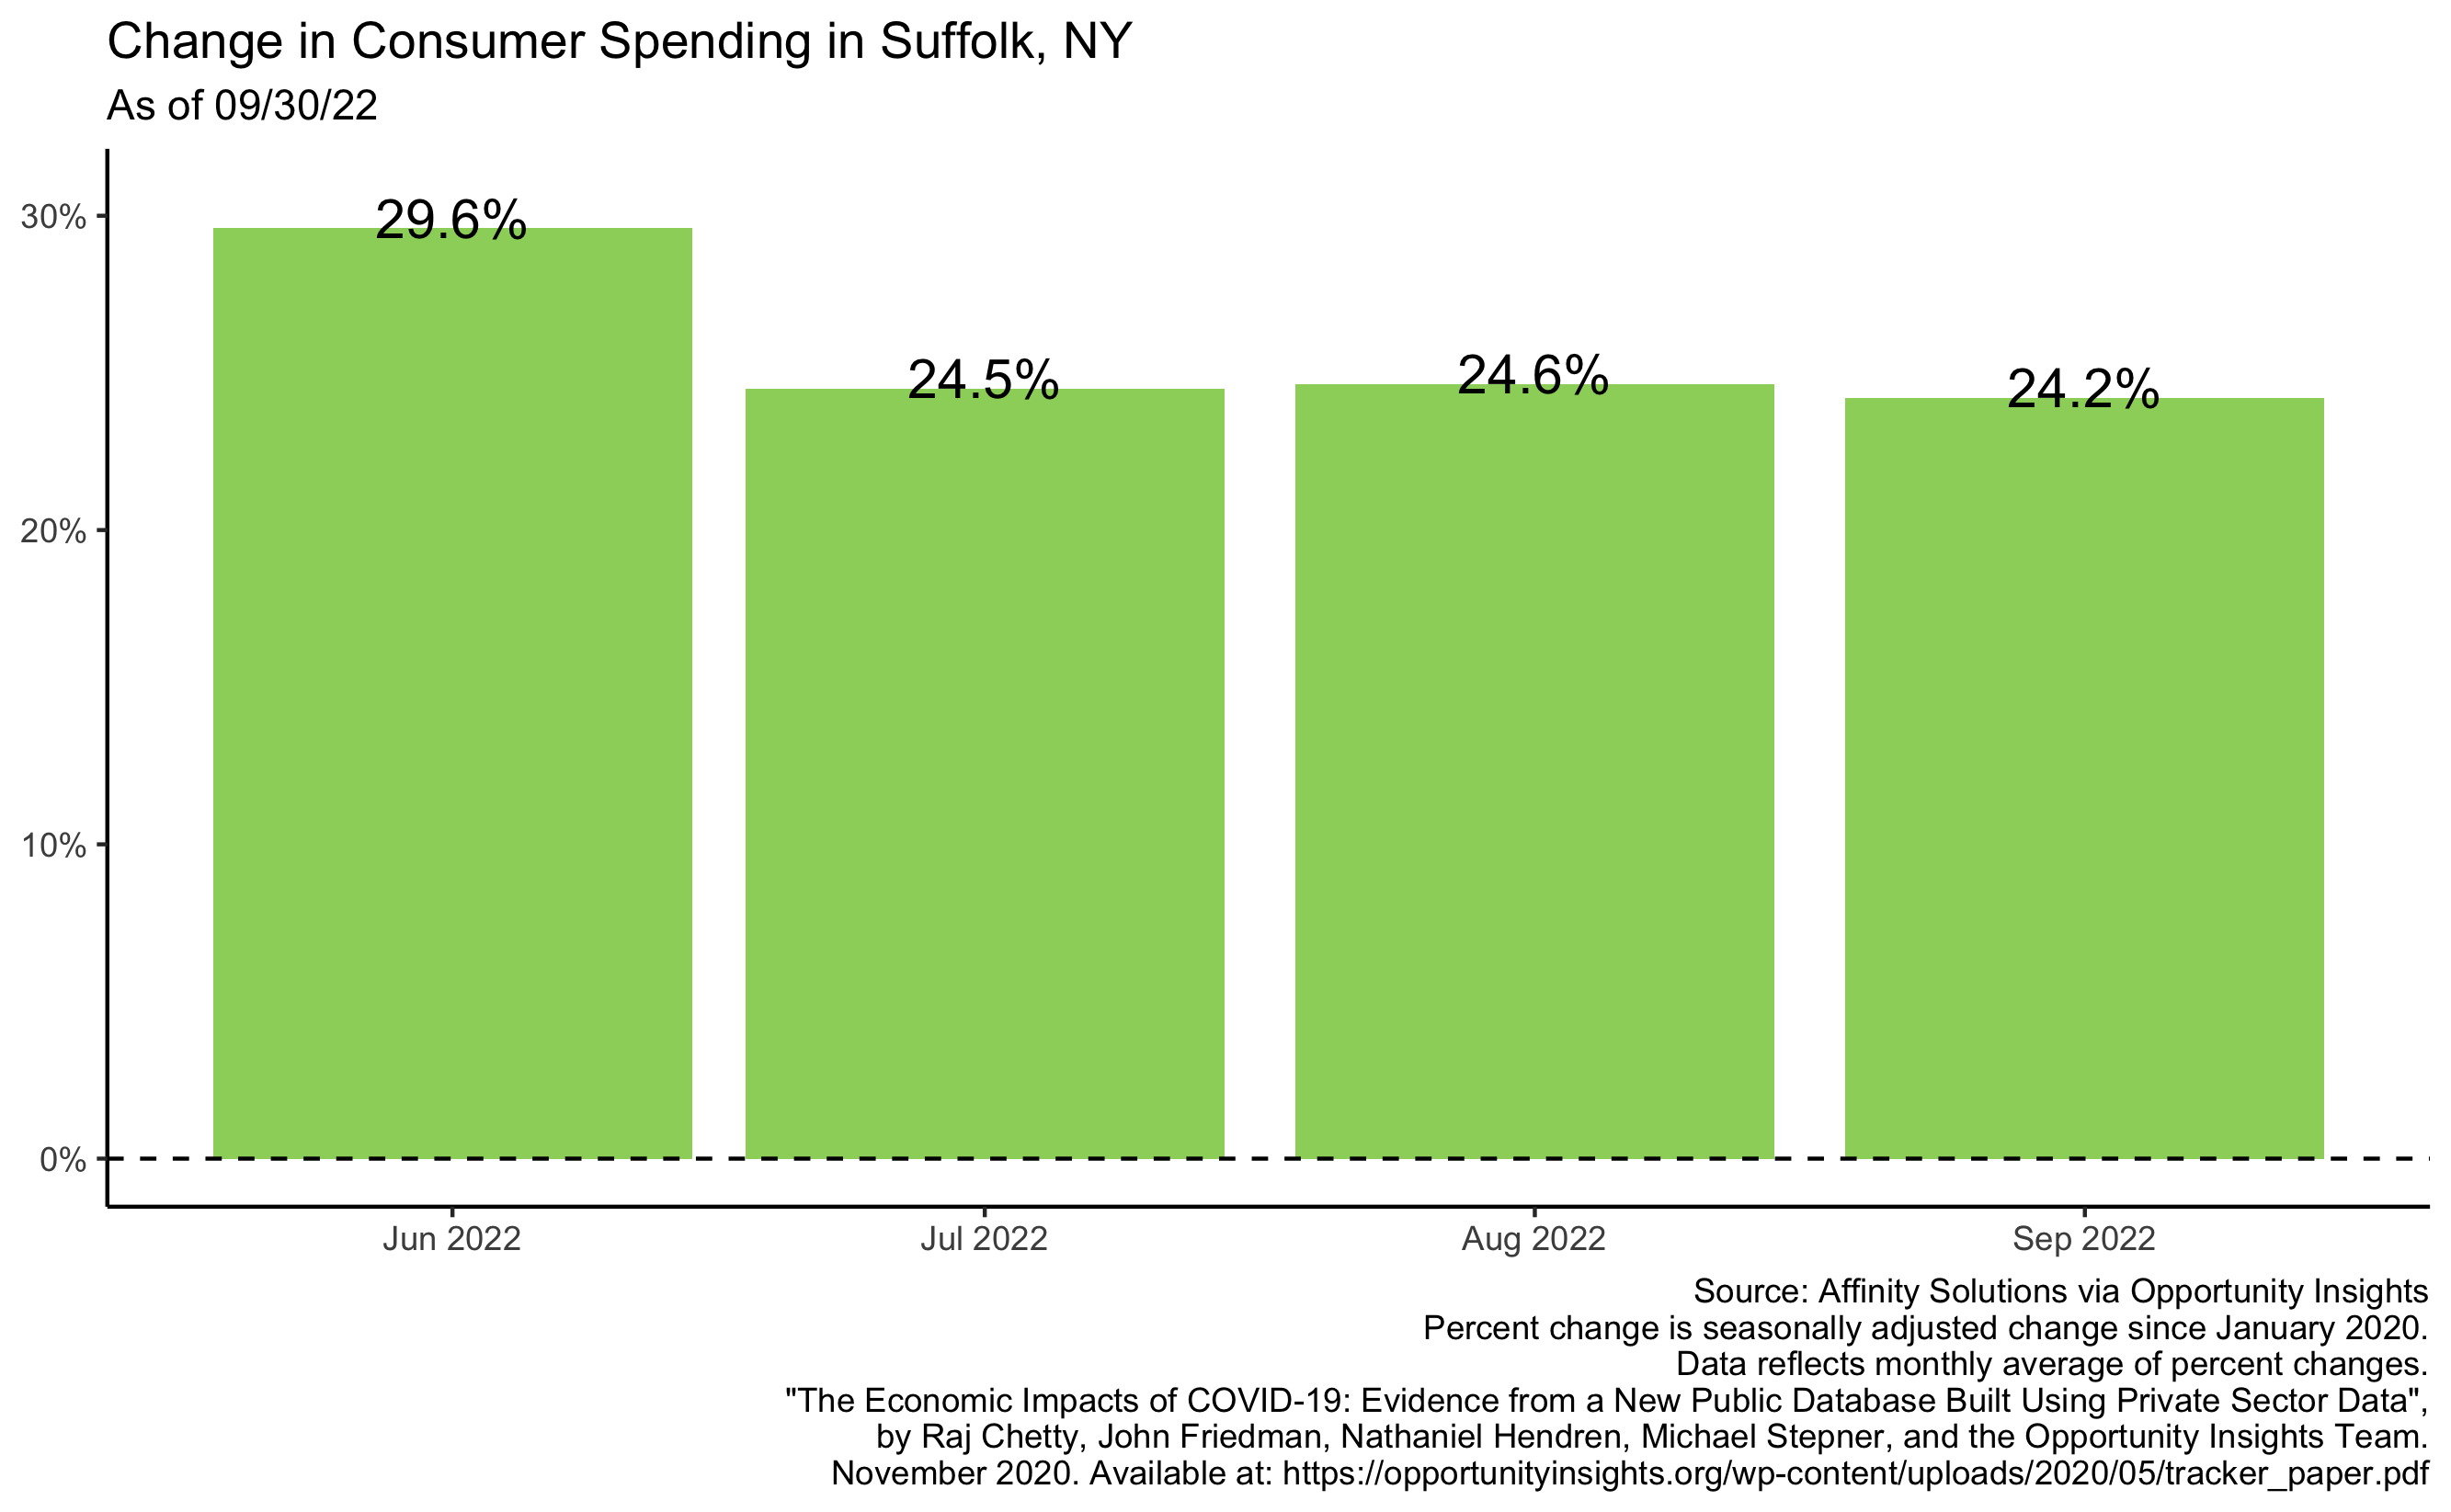 Change in Consumer Spending in Suffolk, NY
As of 09/30/22
30%
20%
10%
0%
29.6%
24.5%
24.6%
24.2%
Jun 2022
Jul 2022
Aug 2022
Sep 2022
Source: Affinity Solutions via Opportunity Insights
Percent change is seasonally adjusted change since January 2020.
Data reflects monthly average of percent changes.
"The Economic Impacts of COVID-19: Evidence from a New Public Database Built Using Private Sector Data",
by Raj Chetty, John Friedman, Nathaniel Hendren, Michael Stepner, and the Opportunity Insights Team.
November 2020. Available at: https://opportunityinsights.org/wp-content/uploads/2020/05/tracker_paper.pdf